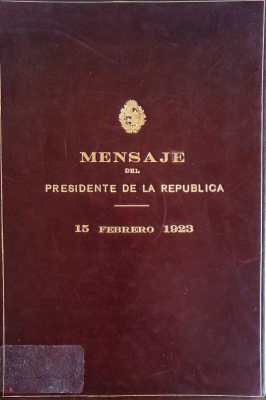 MENSAJE
DEL
PRESIDENTE DE LA REPUBLICA
15 FEBRERO 1923